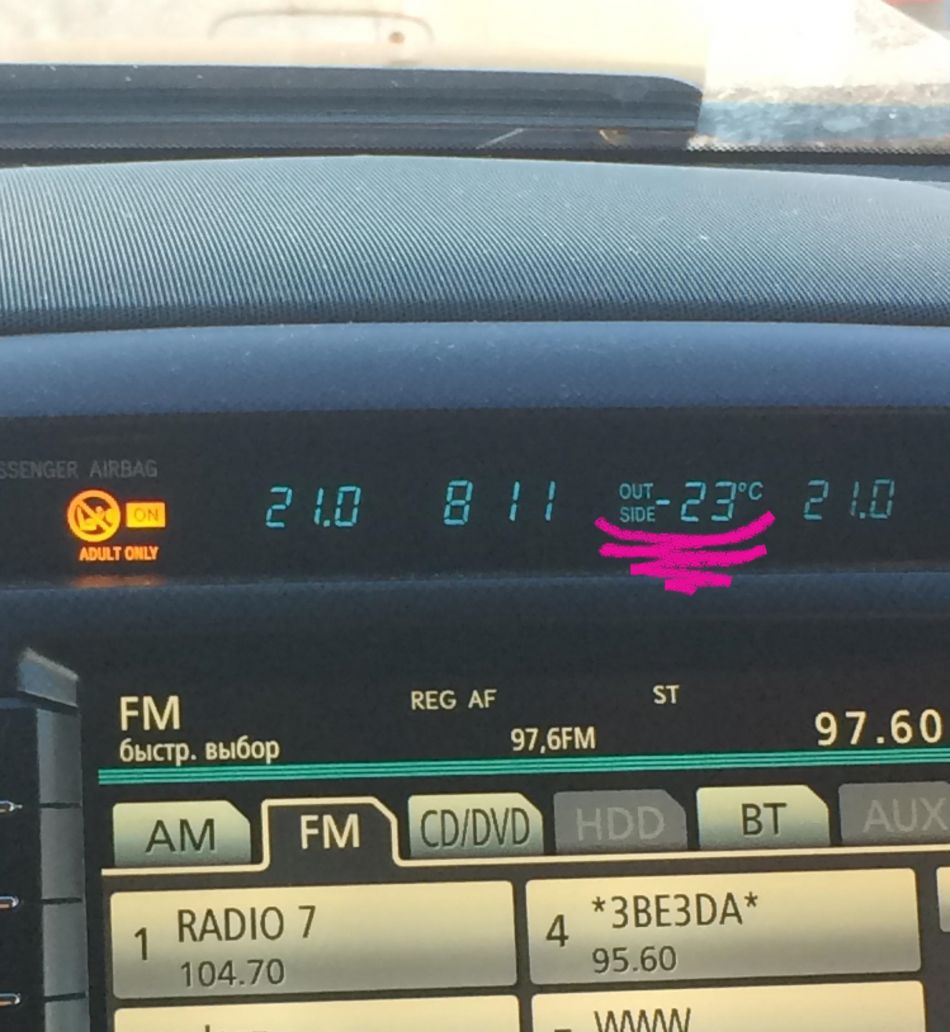 SSENGER AIRBAG
ON
ADULT ONLY
21.0
8 11
OUT SIDE -23°C
21.0
FM
REG AF
ST
быстр. выбор
97,6FM
97.60
AM
FM
CD/DVD
HDD
BT
AUX
1 RADIO 7
104.70
4 *3BE3DA*
95.60
WWW